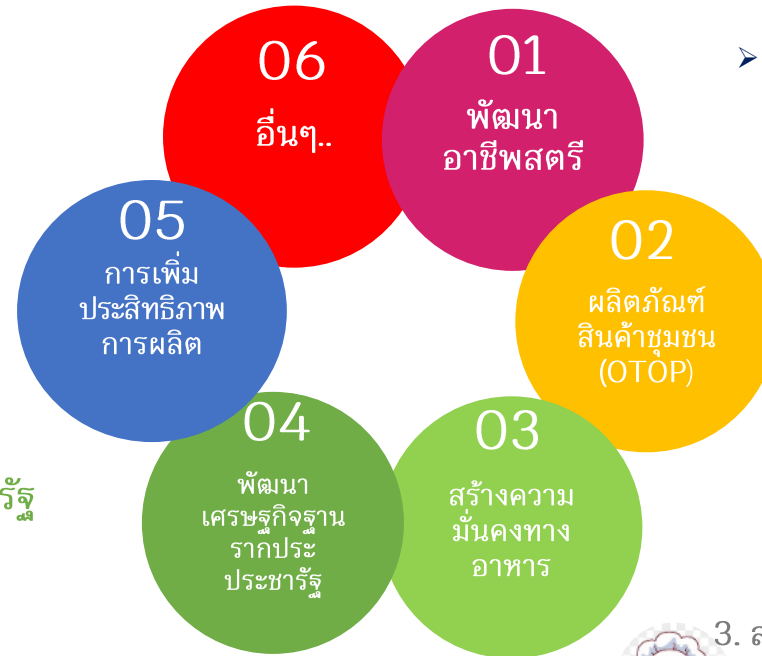 01
พัฒนา
อาชีพสตรี
02
ผลิตภัณฑ์
สินค้าชุมชน
(OTOP)
03
สร้างความ
มั่นคงทาง
อาหาร
04
พัฒนา
เศรษฐกิจฐาน
รากประ
ประชารัฐ
05
การเพิ่ม
ประสิทธิภาพ
การผลิต
06
อื่นๆ..
รัฐ
3. ส